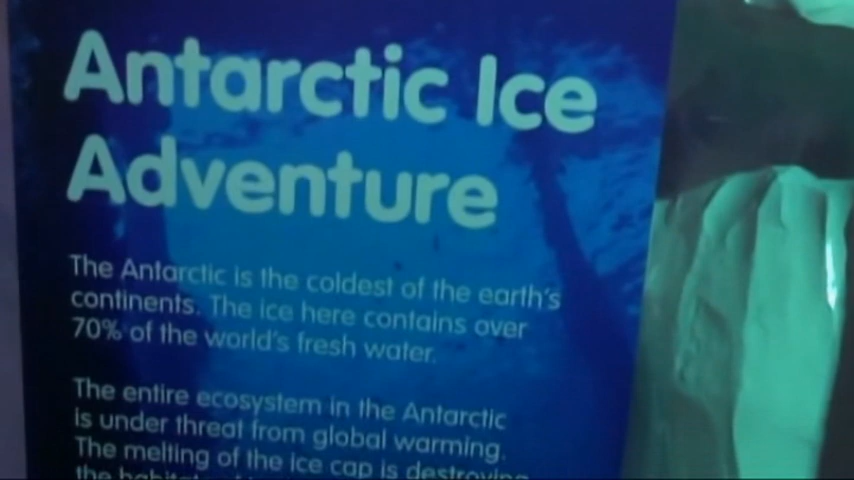 Antarctic Ice
Adventure
The Antarctic is the coldest of the earth's
continents. The ice here contains over
70% of the world's fresh water.
The entire ecosystem in the Antarctic
is under threat from global warming.
The melting of the ice cap is destroying
the